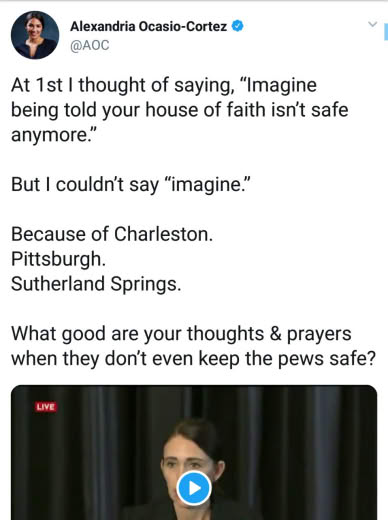 Alexandria Ocasio-Cortez
@AOC
At 1st I thought of saying, “Imagine
being told your house of faith isn’t safe
anymore.”
But I couldn’t say “imagine.”
Because of Charleston.
Pittsburgh.
Sutherland Springs.
What good are your thoughts & prayers
when they don’t even keep the pews safe?
LIVE